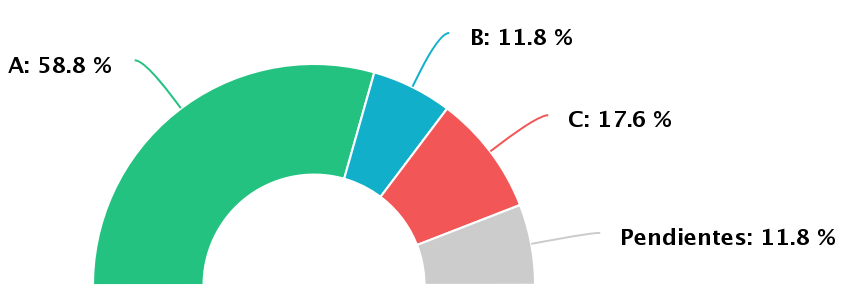 A: 58.8 %
B: 11.8 %
C: 17.6 %
Pendientes: 11.8 %